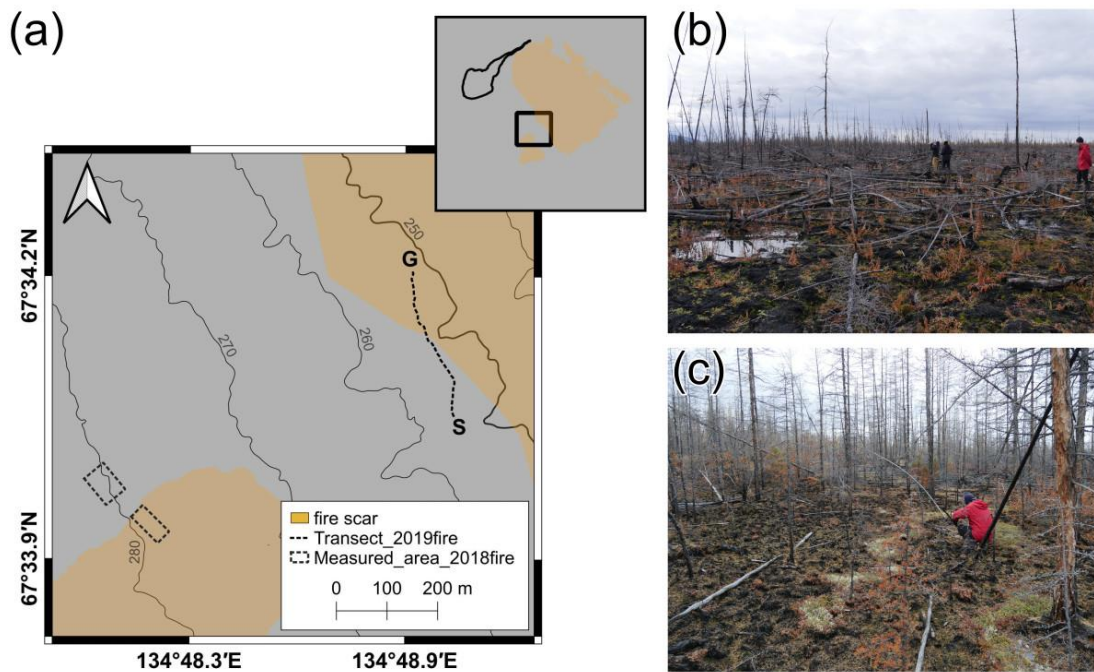 (a)
(b)
(c)
67°34.2'N
67°33.9'N
250
G
260
270
S
280
fire scar
Transect_2019fire
Measured_area_2018fire
0 100 200 m
134°48.3'E
134°48.9'E